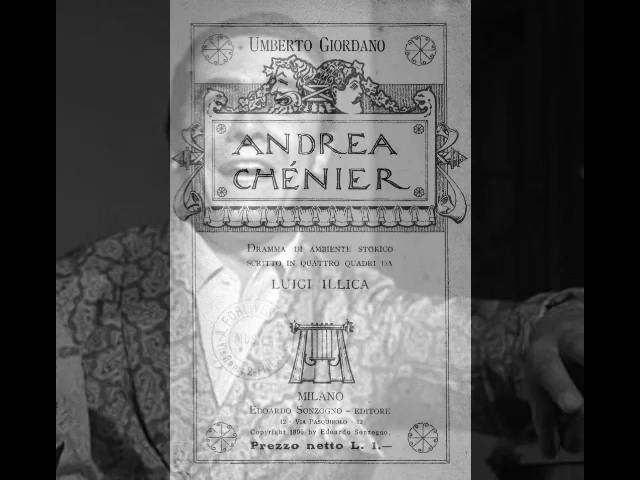 UMBERTO GIORDANO
ANDREA
CHÉNIER
DRAMMA DI AMBIENTE STORICO
SCRITTO IN QUATTRO QUADRI DA
LUIGI ILLICA
MILANO
EDOARDO SONZOGNO - EDITORE
12 - VIA PASQUIROLO - 12
Copyright 1896, by Edoardo Sonzogno.
Prezzo netto L. 1.—